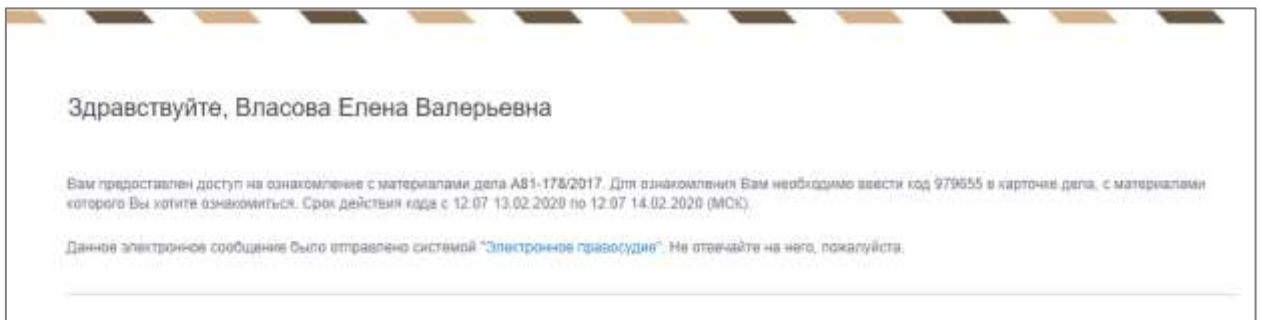 Здравствуйте, Власова Елена Валерьевна
Вам предоставлен доступ на ознакомление с материалами дела А81-178/2017. Для ознакомления Вам необходимо ввести код 979655 в карточке дела, с материалами
которого Вы хотите ознакомиться. Срок действия кода с 12:07 13.02.2020 по 12:07 14.02.2020 (МСК).
Данное электронное сообщение было отправлено системой "Электронное правосудие". Не отвечайте на него, пожалуйста.